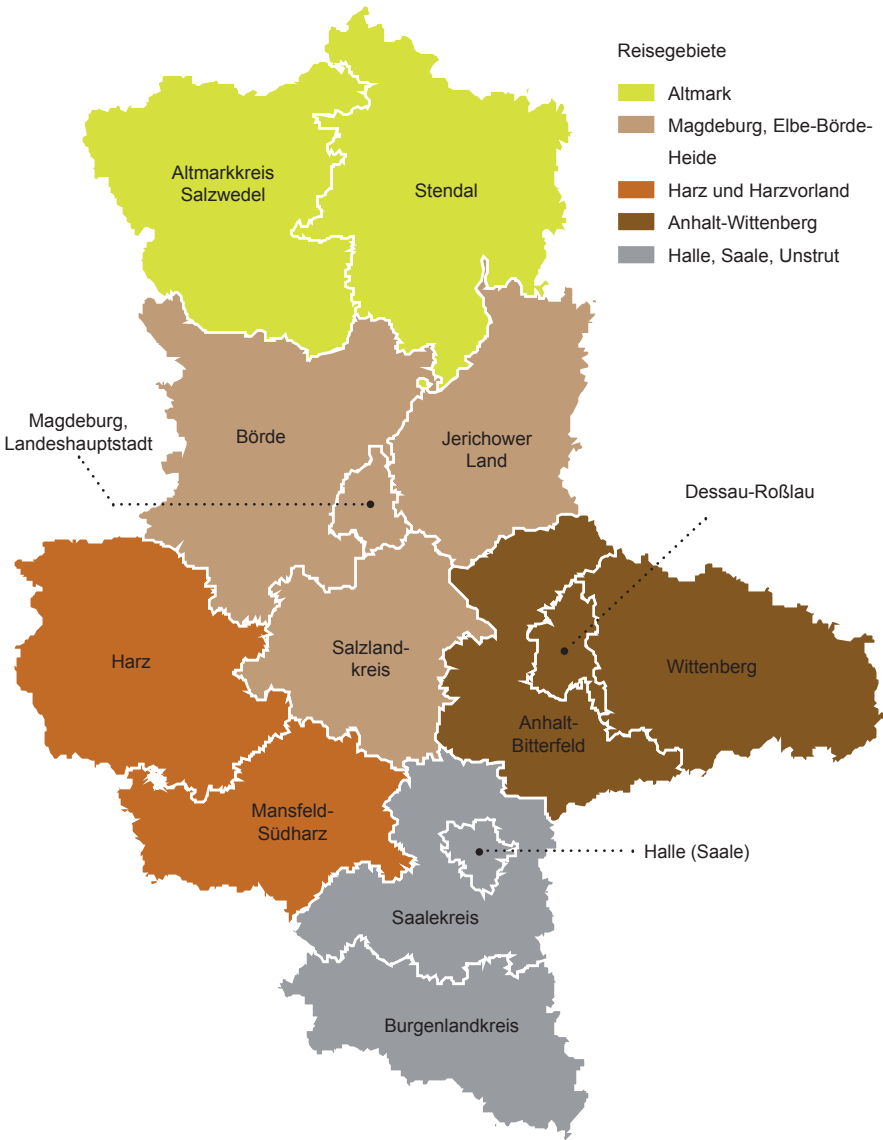 Reisegebiete
Altmark
Magdeburg, Elbe-Börde-
Heide
Harz und Harzvorland
Anhalt-Wittenberg
Halle, Saale, Unstrut
Altmarkkreis
Salzwedel
Stendal
Magdeburg,
Landeshauptstadt
Börde
Jerichower
Land
Dessau-Roßlau
Harz
Salzland-
kreis
Wittenberg
Anhalt-
Bitterfeld
Mansfeld-
Südharz
Halle (Saale)
Saalekreis
Burgenlandkreis